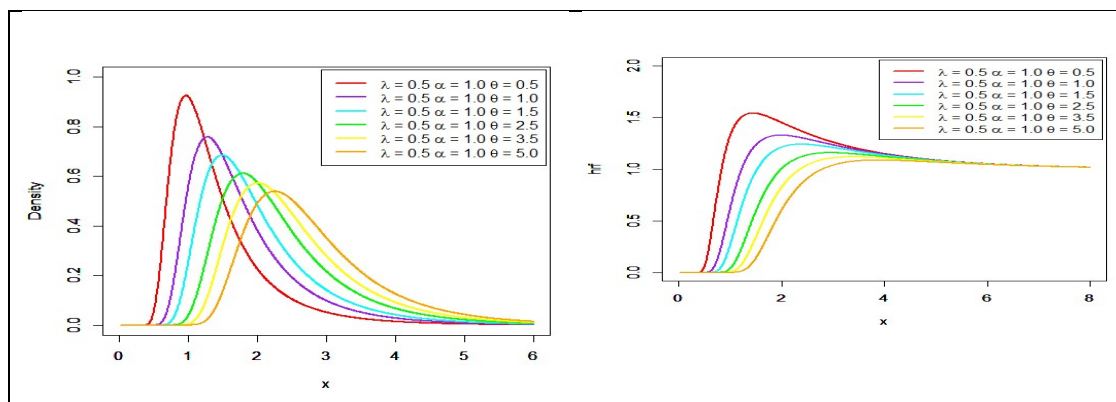 Density
0.0 0.2 0.4 0.6 0.8 1.0
λ = 0.5 α = 1.0 θ = 0.5
λ = 0.5 α = 1.0 θ = 1.0
λ = 0.5 α = 1.0 θ = 1.5
λ = 0.5 α = 1.0 θ = 2.5
λ = 0.5 α = 1.0 θ = 3.5
λ = 0.5 α = 1.0 θ = 5.0
0 1 2 3 4 5 6
x
hrf
0.0 0.5 1.0 1.5 2.0
λ = 0.5 α = 1.0 θ = 0.5
λ = 0.5 α = 1.0 θ = 1.0
λ = 0.5 α = 1.0 θ = 1.5
λ = 0.5 α = 1.0 θ = 2.5
λ = 0.5 α = 1.0 θ = 3.5
λ = 0.5 α = 1.0 θ = 5.0
0 2 4 6 8
x